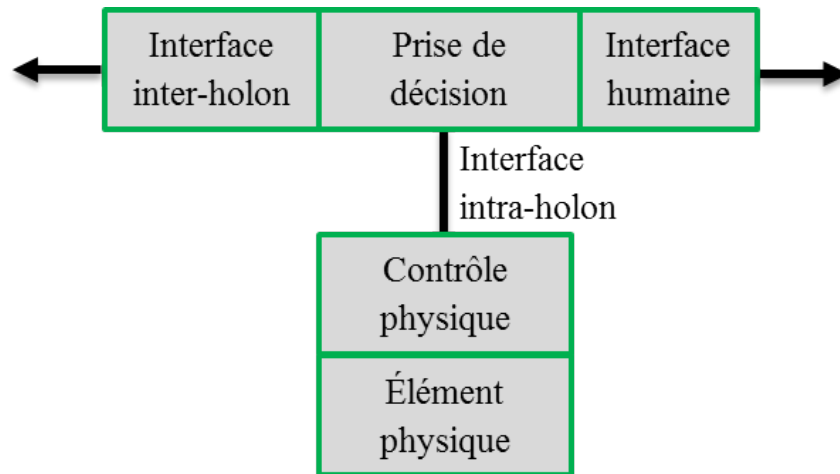 Interface
inter-holon
Prise de
décision
Interface
humaine
Interface
intra-holon
Contrôle
physique
Élément
physique